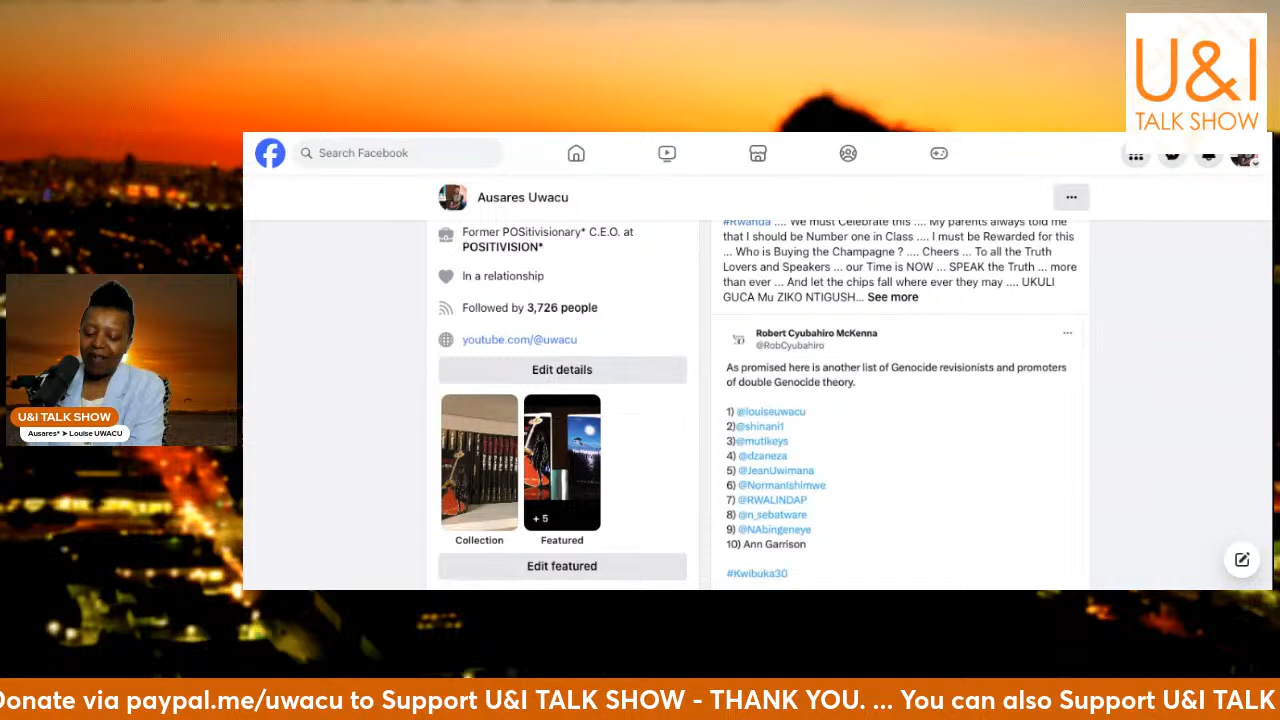 U&I
TALK SHOW
Search Facebook
Ausares Uwacu
Former POSitivisionary* C.E.O. at
POSITIVISION*
In a relationship
Followed by 3,726 people
youtube.com/@uwacu
Edit details
+ 5
Collection
Featured
Edit featured
#Rwanda .... We must Celebrate this .... My parents always told me
that I should be Number one in Class .... I must be Rewarded for this
... Who is Buying the Champagne ? .... Cheers ... To all the Truth
Lovers and Speakers ... our Time is NOW ... SPEAK the Truth ... more
than ever ... And let the chips fall where ever they may .... UKULI
GUCA Mu ZIKO NTIGUSH... See more
Robert Cyubahiro McKenna
@RobCyubahiro
As promised here is another list of Genocide revisionists and promoters
of double Genocide theory.
1) @louiseuwacu
2)@shinani1
3)@mutikeys
4) @dzaneza
5) @JeanUwimana
6) @NormanIshimwe
7) @RWALINDAP
8) @n_sebatware
9) @NAbingeneye
10) Ann Garrison
#Kwibuka30
U&I TALK SHOW
Ausares* ➤ Louise UWACU
Donate via paypal.me/uwacu to Support U&I TALK SHOW - THANK YOU. ... You can also Support U&I TALK